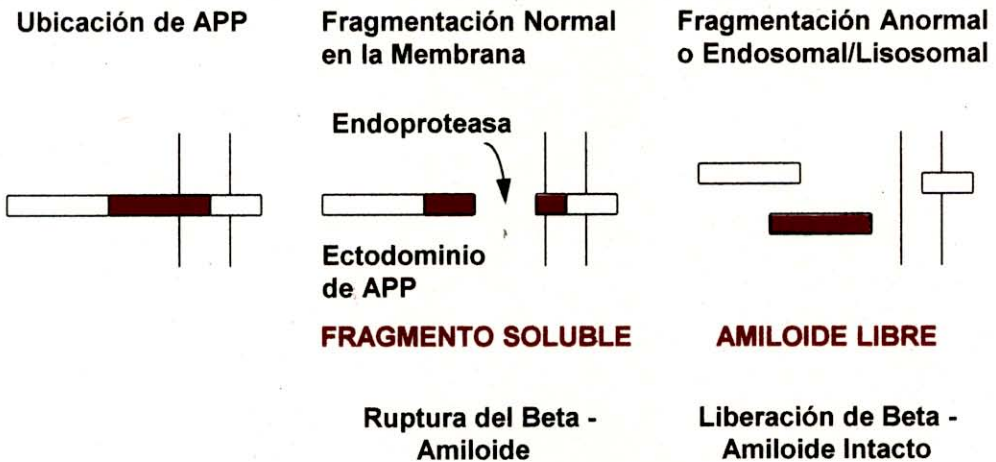 Ubicación de APP
Fragmentación Normal
en la Membrana
Fragmentación Anormal
o Endosomal/Lisosomal
Endoproteasa
Ectodominio
de APP
FRAGMENTO SOLUBLE
AMILOIDE LIBRE
Ruptura del Beta -
Amiloide
Liberación de Beta -
Amiloide Intacto